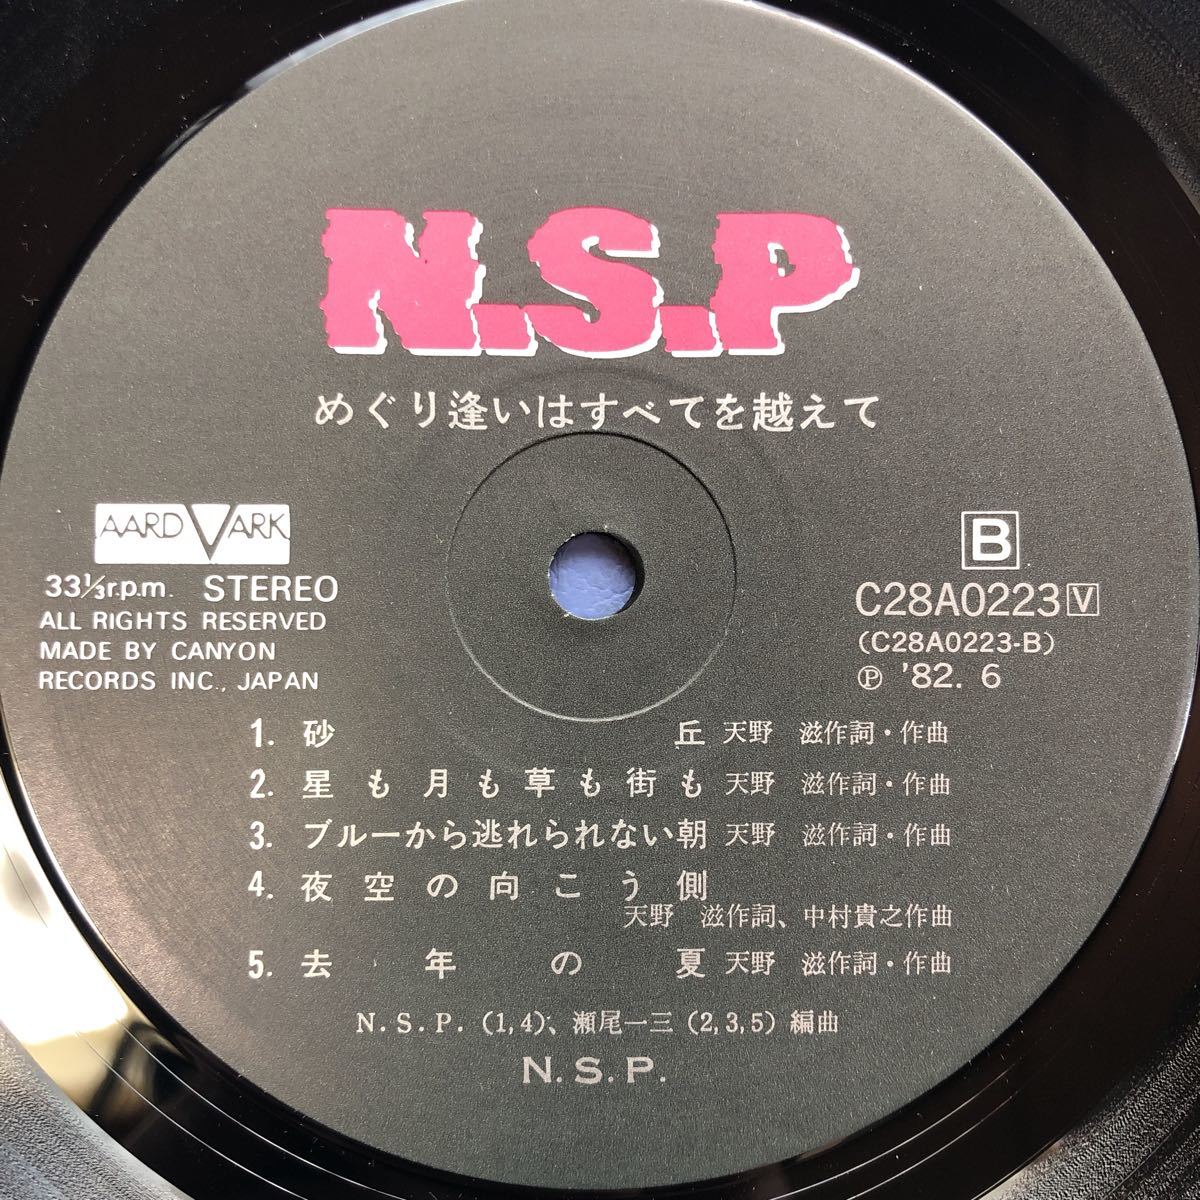 N.S.P
めぐり逢いはすべてを越えて
AARD VARK
33⅓r.p.m. STEREO
ALL RIGHTS RESERVED
MADE BY CANYON
RECORDS INC., JAPAN
B
C28A0223 V
(C28A0223-B)
Ⓟ '82. 6
1. 砂丘 天野 滋作詞・作曲
2. 星も月も草も街も 天野 滋作詞・作曲
3. ブルーから逃れられない朝 天野 滋作詞・作曲
4. 夜空の向こう側
天野 滋作詞、中村貴之作曲
5. 去年の夏 天野 滋作詞・作曲
N.S.P. (1,4)、瀬尾一三 (2,3,5) 編曲
N.S.P.